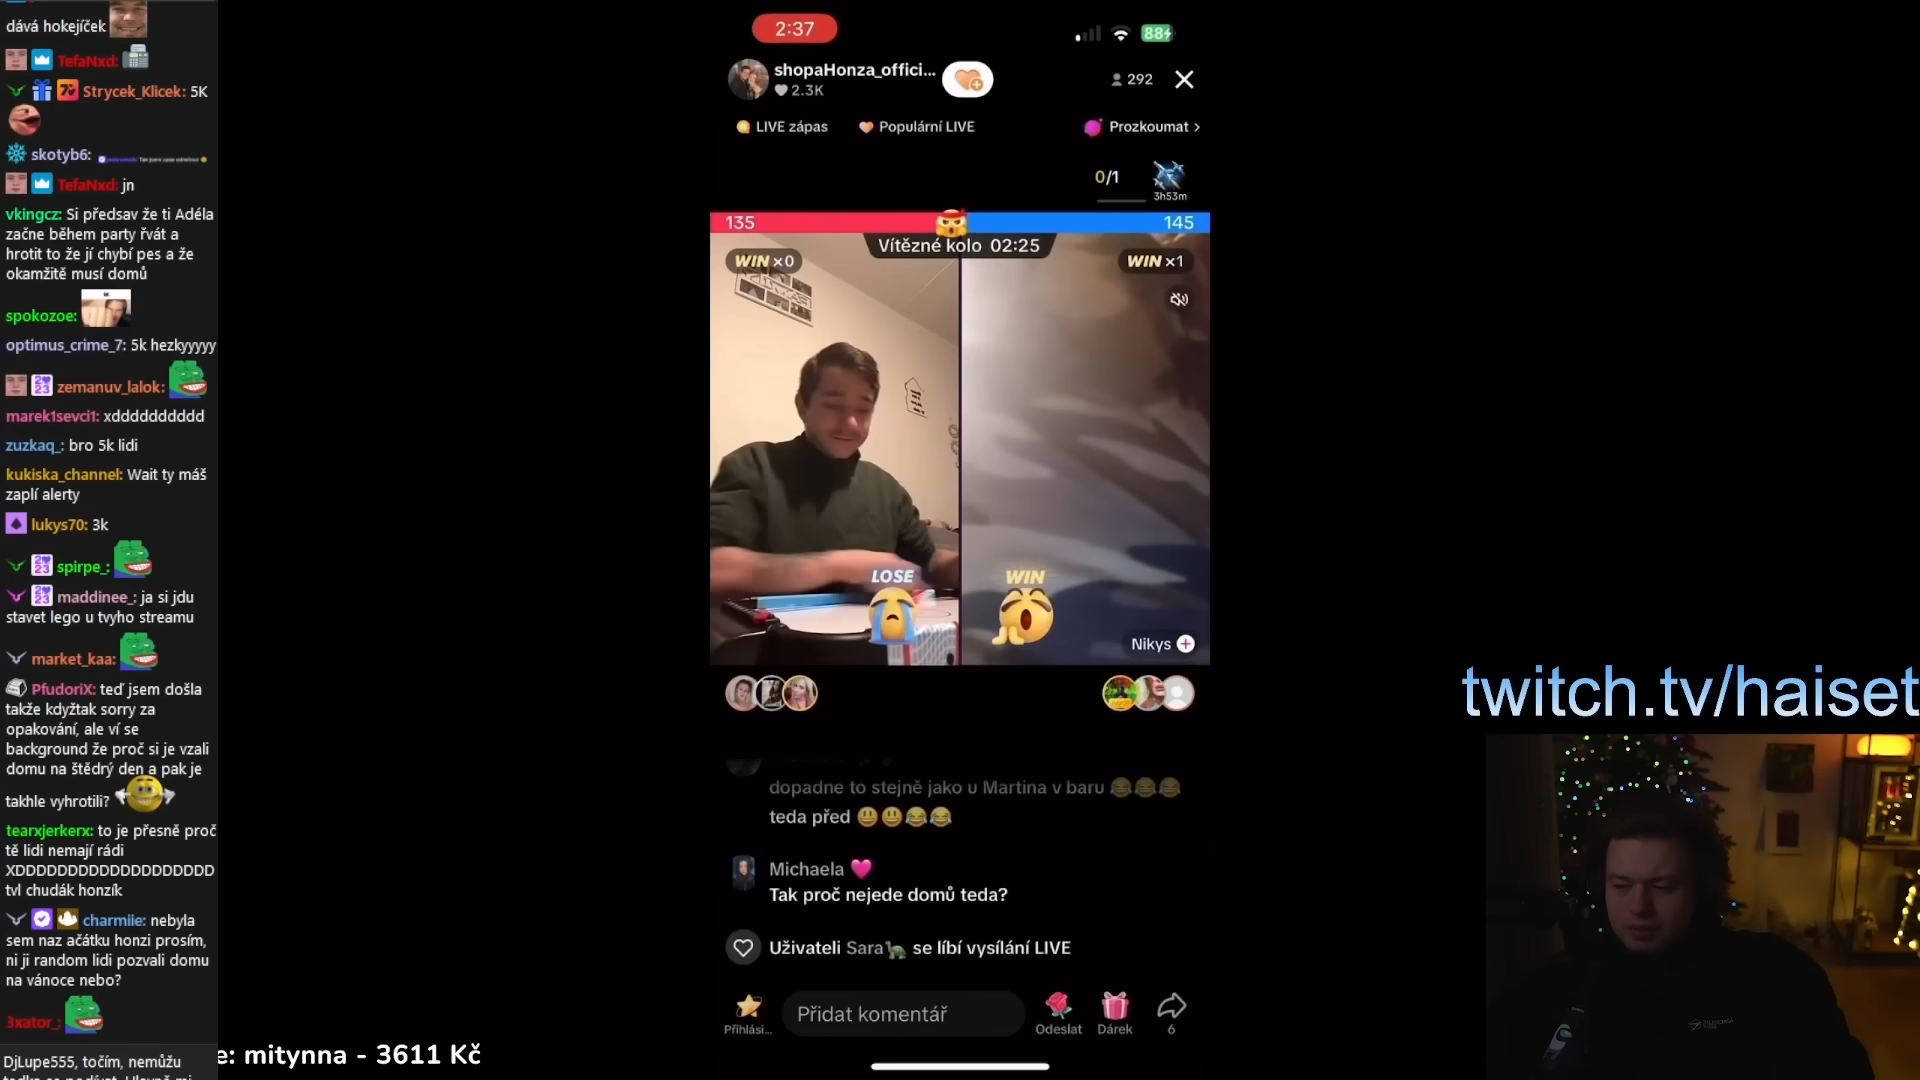 dává hokejíček
TefaNxd:
Strycek_Klicek: 5K
skotyb6:
TefaNxd: jn
vkingcz: Si předsav že ti Adéla
začne během party řvát a
hrotit to že jí chybí pes a že
okamžitě musí domů
spokozoe:
optimus_crime_7: 5k hezkyyyyy
zemanuv_lalok:
marek1sevci1: xdddddddddd
zuzkaq_: bro 5k lidi
kukiska_channel: Wait ty máš
zaplí alerty
lukys70: 3k
spirpe_:
maddinee_: ja si jdu
stavet lego u tvyho streamu
market_kaa:
PfudoriX: teď jsem došla
takže kdyžtak sorry za
opakování, ale ví se
background že proč si je vzali
domu na štědrý den a pak je
takhle vyhrotili?
tearxjerkerx: to je přesně proč
tě lidi nemají rádi
XDDDDDDDDDDDDDDDDDDD
tvl chudák honzík
charmiie: nebyla
sem naz ačátku honzi prosím,
ni ji random lidi pozvali domu
na vánoce nebo?
3xator_:
DjLupe555, točím, nemůžu
e: mitynna - 3611 Kč
2:37
88
shopaHonza_offici...
2.3K
292
LIVE zápas
Populární LIVE
Prozkoumat >
0/1
3h53m
135
145
Vítězné kolo 02:25
WIN ×0
WIN ×1
LOSE
WIN
Nikys
dopadne to stejně jako u Martina v baru
teda před
Michaela
Tak proč nejede domů teda?
Uživateli Sara se líbí vysílání LIVE
Přihlási...
Přidat komentář
Odeslat
Dárek
6
twitch.tv/haiset